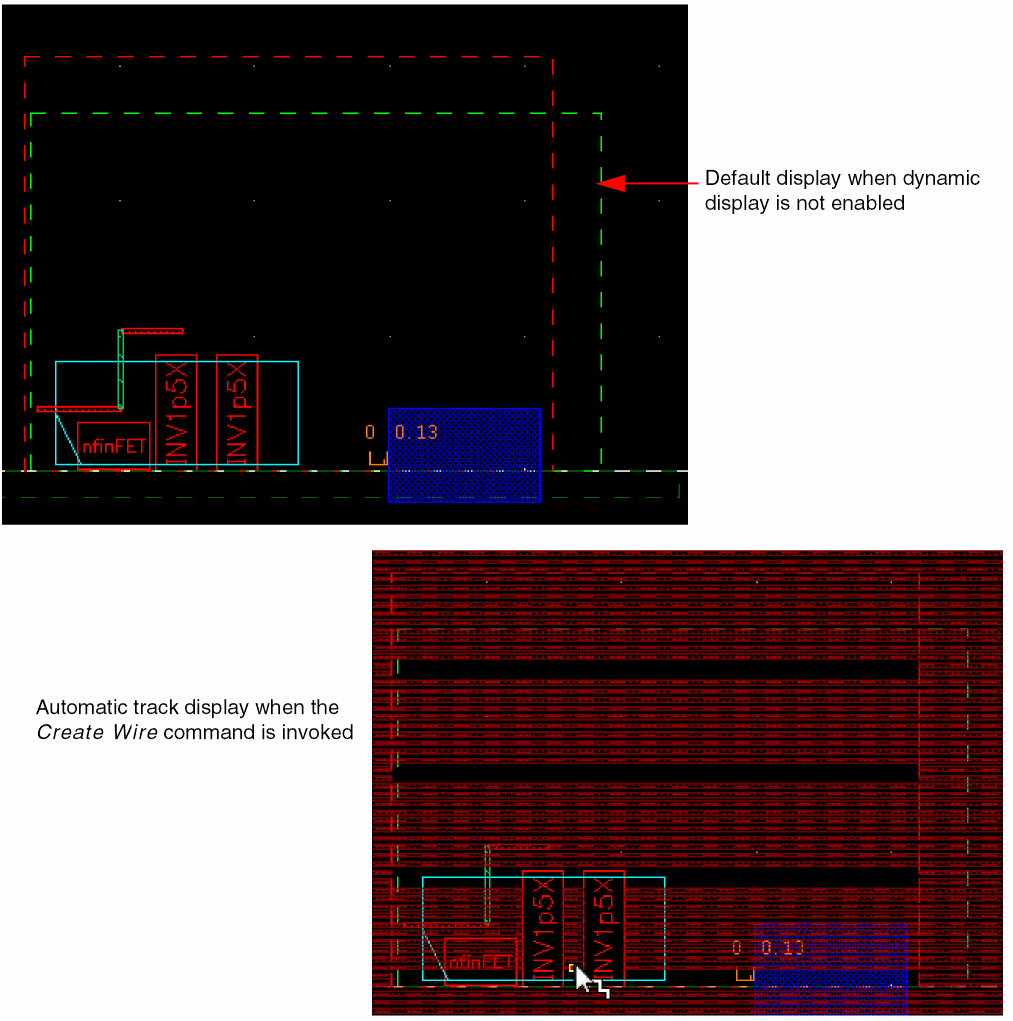 Default display when dynamic
display is not enabled
INV1p5X
INV1p5X
nfinFET
0 0.13
Automatic track display when the
Create Wire command is invoked
INV1p5X
INV1p5X
nfinFET
0 0.13